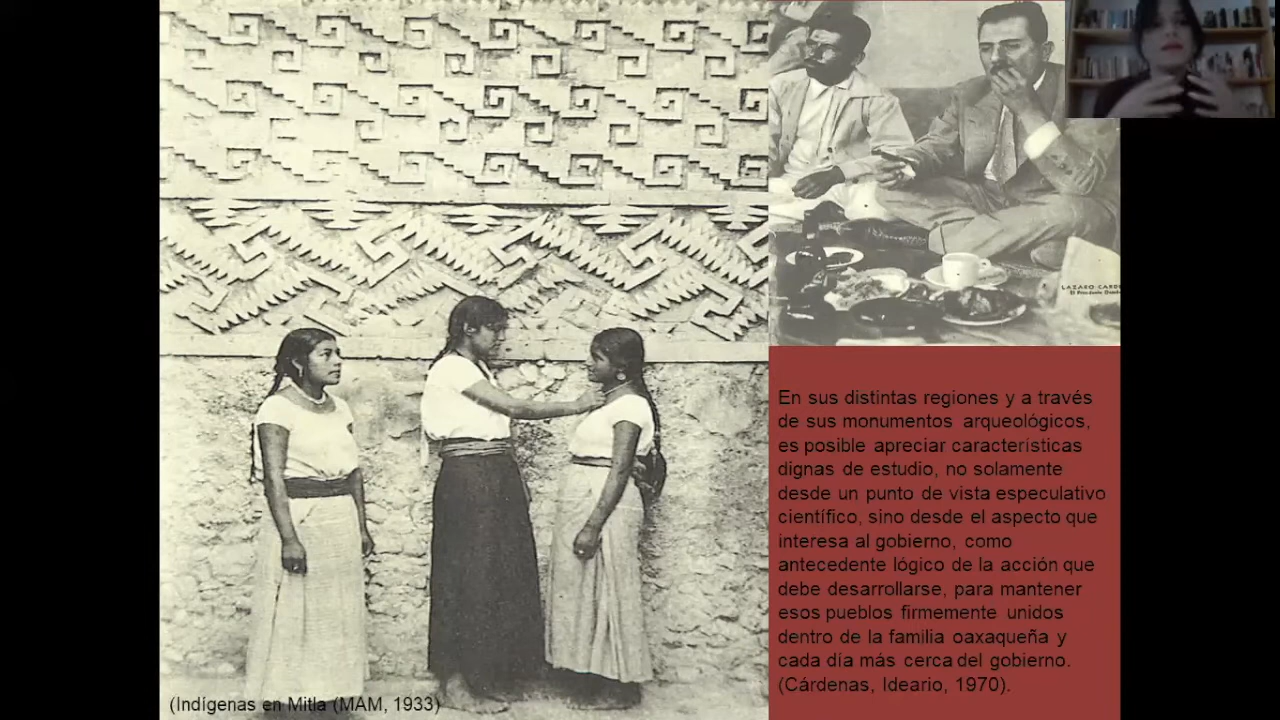 LAZARO
El Presidente
En sus distintas regiones y a través
de sus monumentos arqueológicos,
es posible apreciar características
dignas de estudio, no solamente
desde un punto de vista especulativo
científico, sino desde el aspecto que
interesa al gobierno, como
antecedente lógico de la acción que
debe desarrollarse, para mantener
esos pueblos firmemente unidos
dentro de la familia oaxaqueña y
cada día más cerca del gobierno.
(Cárdenas, Ideario, 1970).
(Indígenas en Mitla (MAM, 1933)